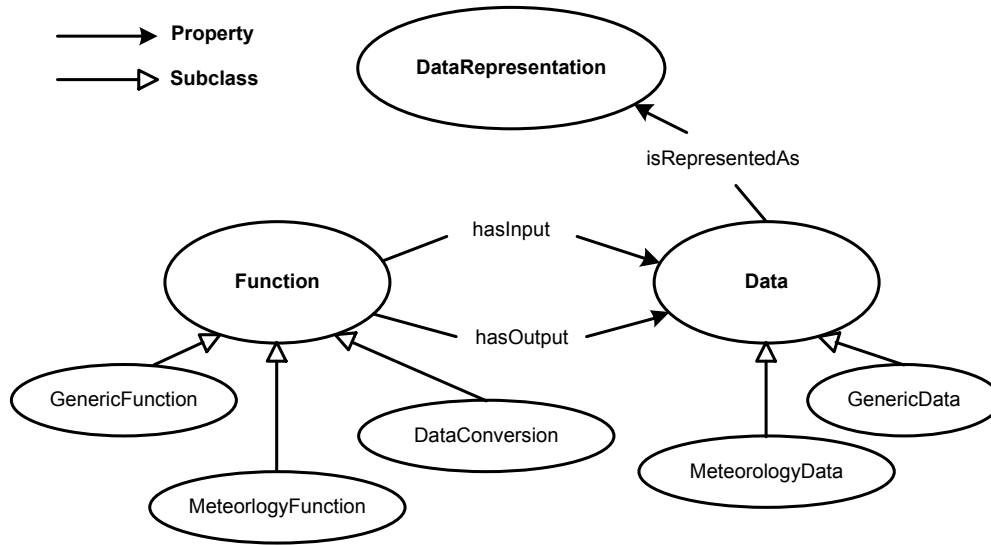 Property
Subclass
DataRepresentation
isRepresentedAs
hasInput
Function
Data
hasOutput
GenericFunction
GenericData
DataConversion
MeteorologyData
MeteorlogyFunction